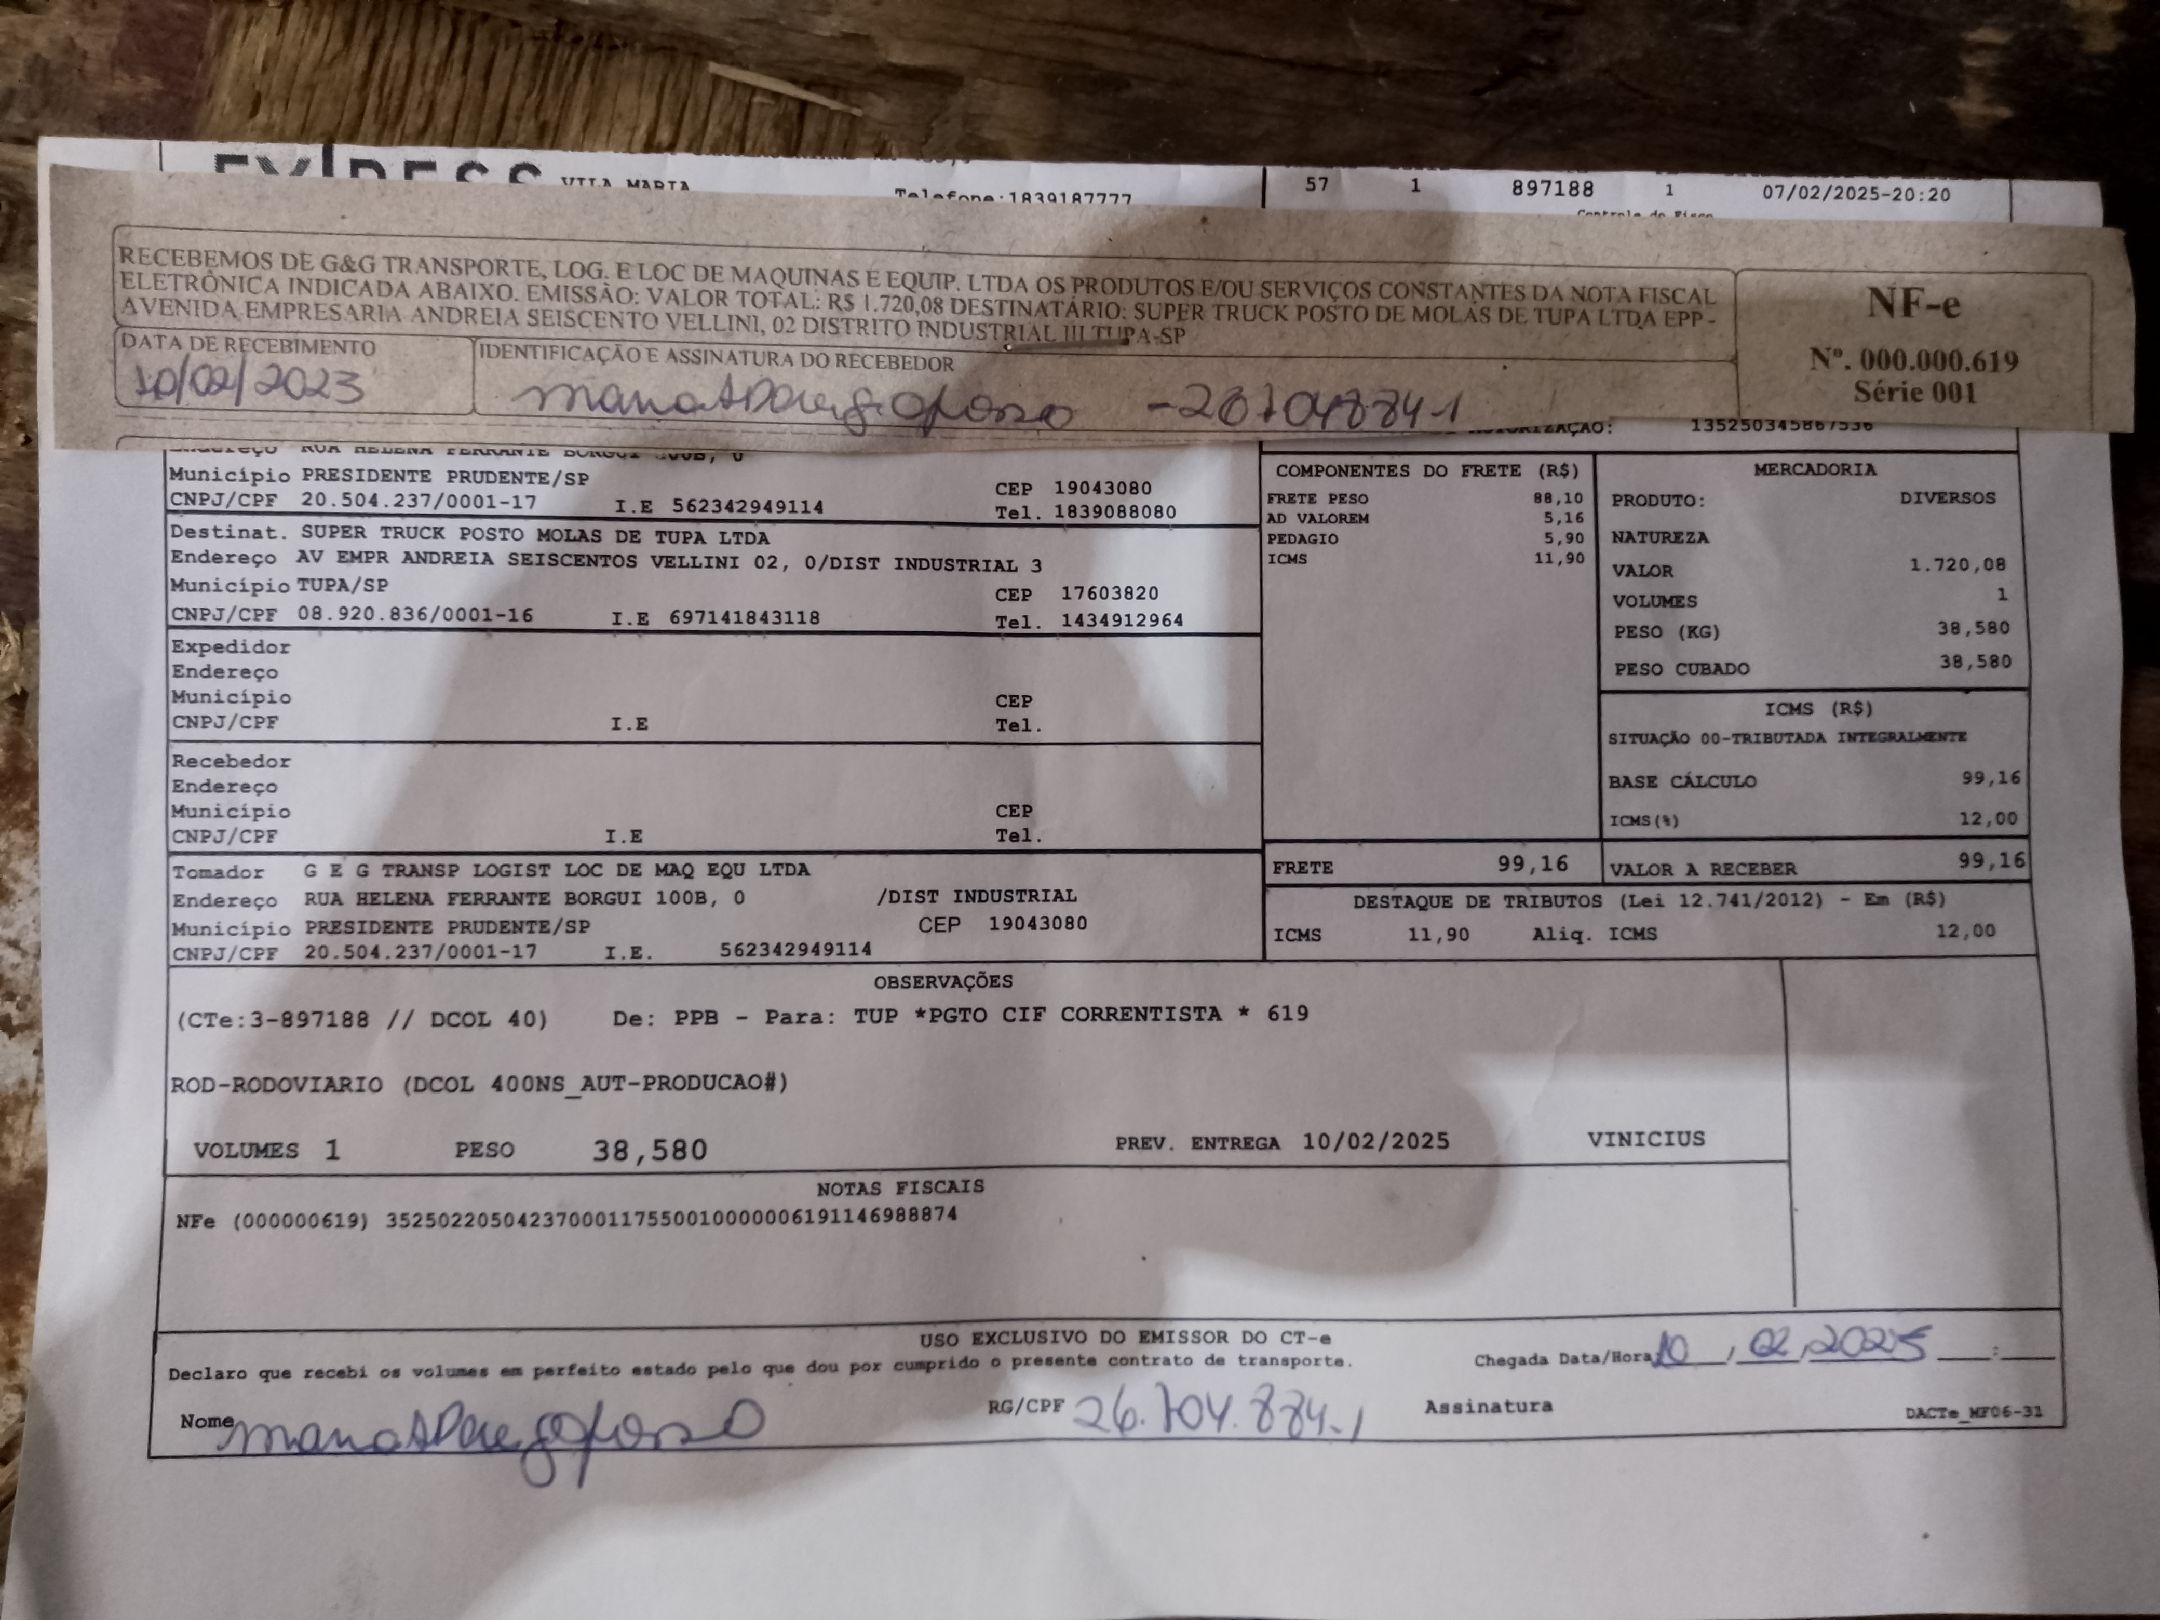 VILA MARIA
Telefone:1839187777
57 1 897188 1 07/02/2025-20:20
Controle do Fisco
RECEBEMOS DE G&G TRANSPORTE, LOG. E LOC DE MAQUINAS E EQUIP. LTDA OS PRODUTOS E/OU SERVIÇOS CONSTANTES DA NOTA FISCAL
ELETRÔNICA INDICADA ABAIXO. EMISSÃO: VALOR TOTAL: R$ 1.720,08 DESTINATÁRIO: SUPER TRUCK POSTO DE MOLAS DE TUPA LTDA EPP -
AVENIDA EMPRESARIA ANDREIA SEISCENTO VELLINI, 02 DISTRITO INDUSTRIAL III TUPA-SP
NF-e
Nº. 000.000.619
Série 001
DATA DE RECEBIMENTO
10/02/2023
IDENTIFICAÇÃO E ASSINATURA DO RECEBEDOR
AUTORIZAÇÃO: 135250345867536
Endereço RUA HELENA FERRANTE BORGUI 100B, 0
Município PRESIDENTE PRUDENTE/SP CEP 19043080
CNPJ/CPF 20.504.237/0001-17 I.E 562342949114 Tel. 1839088080
Destinat. SUPER TRUCK POSTO MOLAS DE TUPA LTDA
Endereço AV EMPR ANDREIA SEISCENTOS VELLINI 02, 0/DIST INDUSTRIAL 3
Município TUPA/SP CEP 17603820
CNPJ/CPF 08.920.836/0001-16 I.E 697141843118 Tel. 1434912964
Expedidor
Endereço
Município CEP
CNPJ/CPF I.E Tel.
Recebedor
Endereço
Município CEP
CNPJ/CPF I.E Tel.
Tomador G E G TRANSP LOGIST LOC DE MAQ EQU LTDA
Endereço RUA HELENA FERRANTE BORGUI 100B, 0 /DIST INDUSTRIAL
Município PRESIDENTE PRUDENTE/SP CEP 19043080
CNPJ/CPF 20.504.237/0001-17 I.E. 562342949114
COMPONENTES DO FRETE (R$)
FRETE PESO 88,10
AD VALOREM 5,16
PEDAGIO 5,90
ICMS 11,90
MERCADORIA
PRODUTO: DIVERSOS
NATUREZA
VALOR 1.720,08
VOLUMES 1
PESO (KG) 38,580
PESO CUBADO 38,580
ICMS (R$)
SITUAÇÃO 00-TRIBUTADA INTEGRALMENTE
BASE CÁLCULO 99,16
ICMS(%) 12,00
FRETE 99,16 VALOR A RECEBER 99,16
DESTAQUE DE TRIBUTOS (Lei 12.741/2012) - Em (R$)
ICMS 11,90 Aliq. ICMS 12,00
OBSERVAÇÕES
(CTe:3-897188 // DCOL 40) De: PPB - Para: TUP *PGTO CIF CORRENTISTA * 619
ROD-RODOVIARIO (DCOL 400NS_AUT-PRODUCAO#)
VOLUMES 1 PESO 38,580 PREV. ENTREGA 10/02/2025 VINICIUS
NOTAS FISCAIS
NFe (000000619) 35250220504237000117550010000006191146988874
USO EXCLUSIVO DO EMISSOR DO CT-e
Declaro que recebi os volumes em perfeito estado pelo que dou por cumprido o presente contrato de transporte. Chegada Data/Hora 10/02/2025 :
Nome RG/CPF 26.704.884-1 Assinatura DACTe_MF06-31